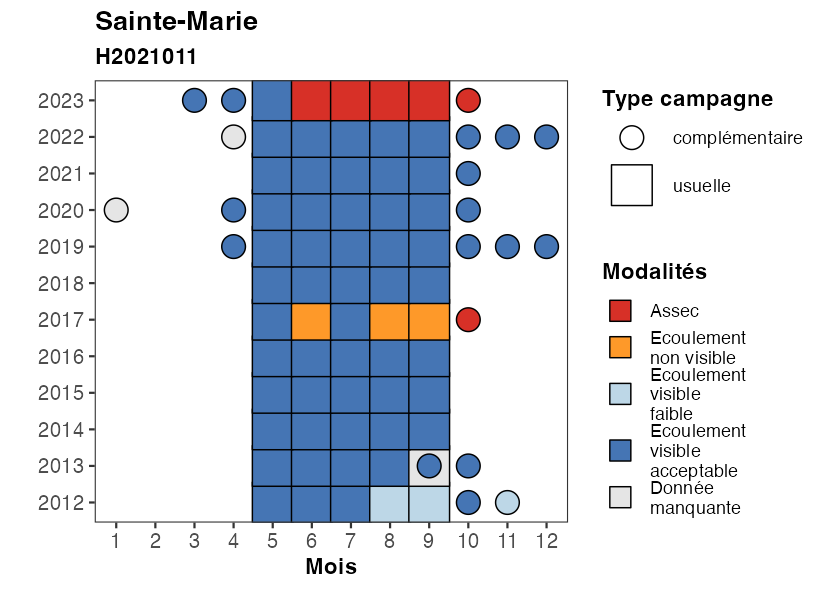 Sainte-Marie
H2021011
2023
2022
2021
2020
2019
2018
2017
2016
2015
2014
2013
2012
1 2 3 4 5 6 7 8 9 10 11 12
Mois
Type campagne
complémentaire
usuelle
Modalités
Assec
Ecoulement
non visible
Ecoulement
visible
faible
Ecoulement
visible
acceptable
Donnée
manquante